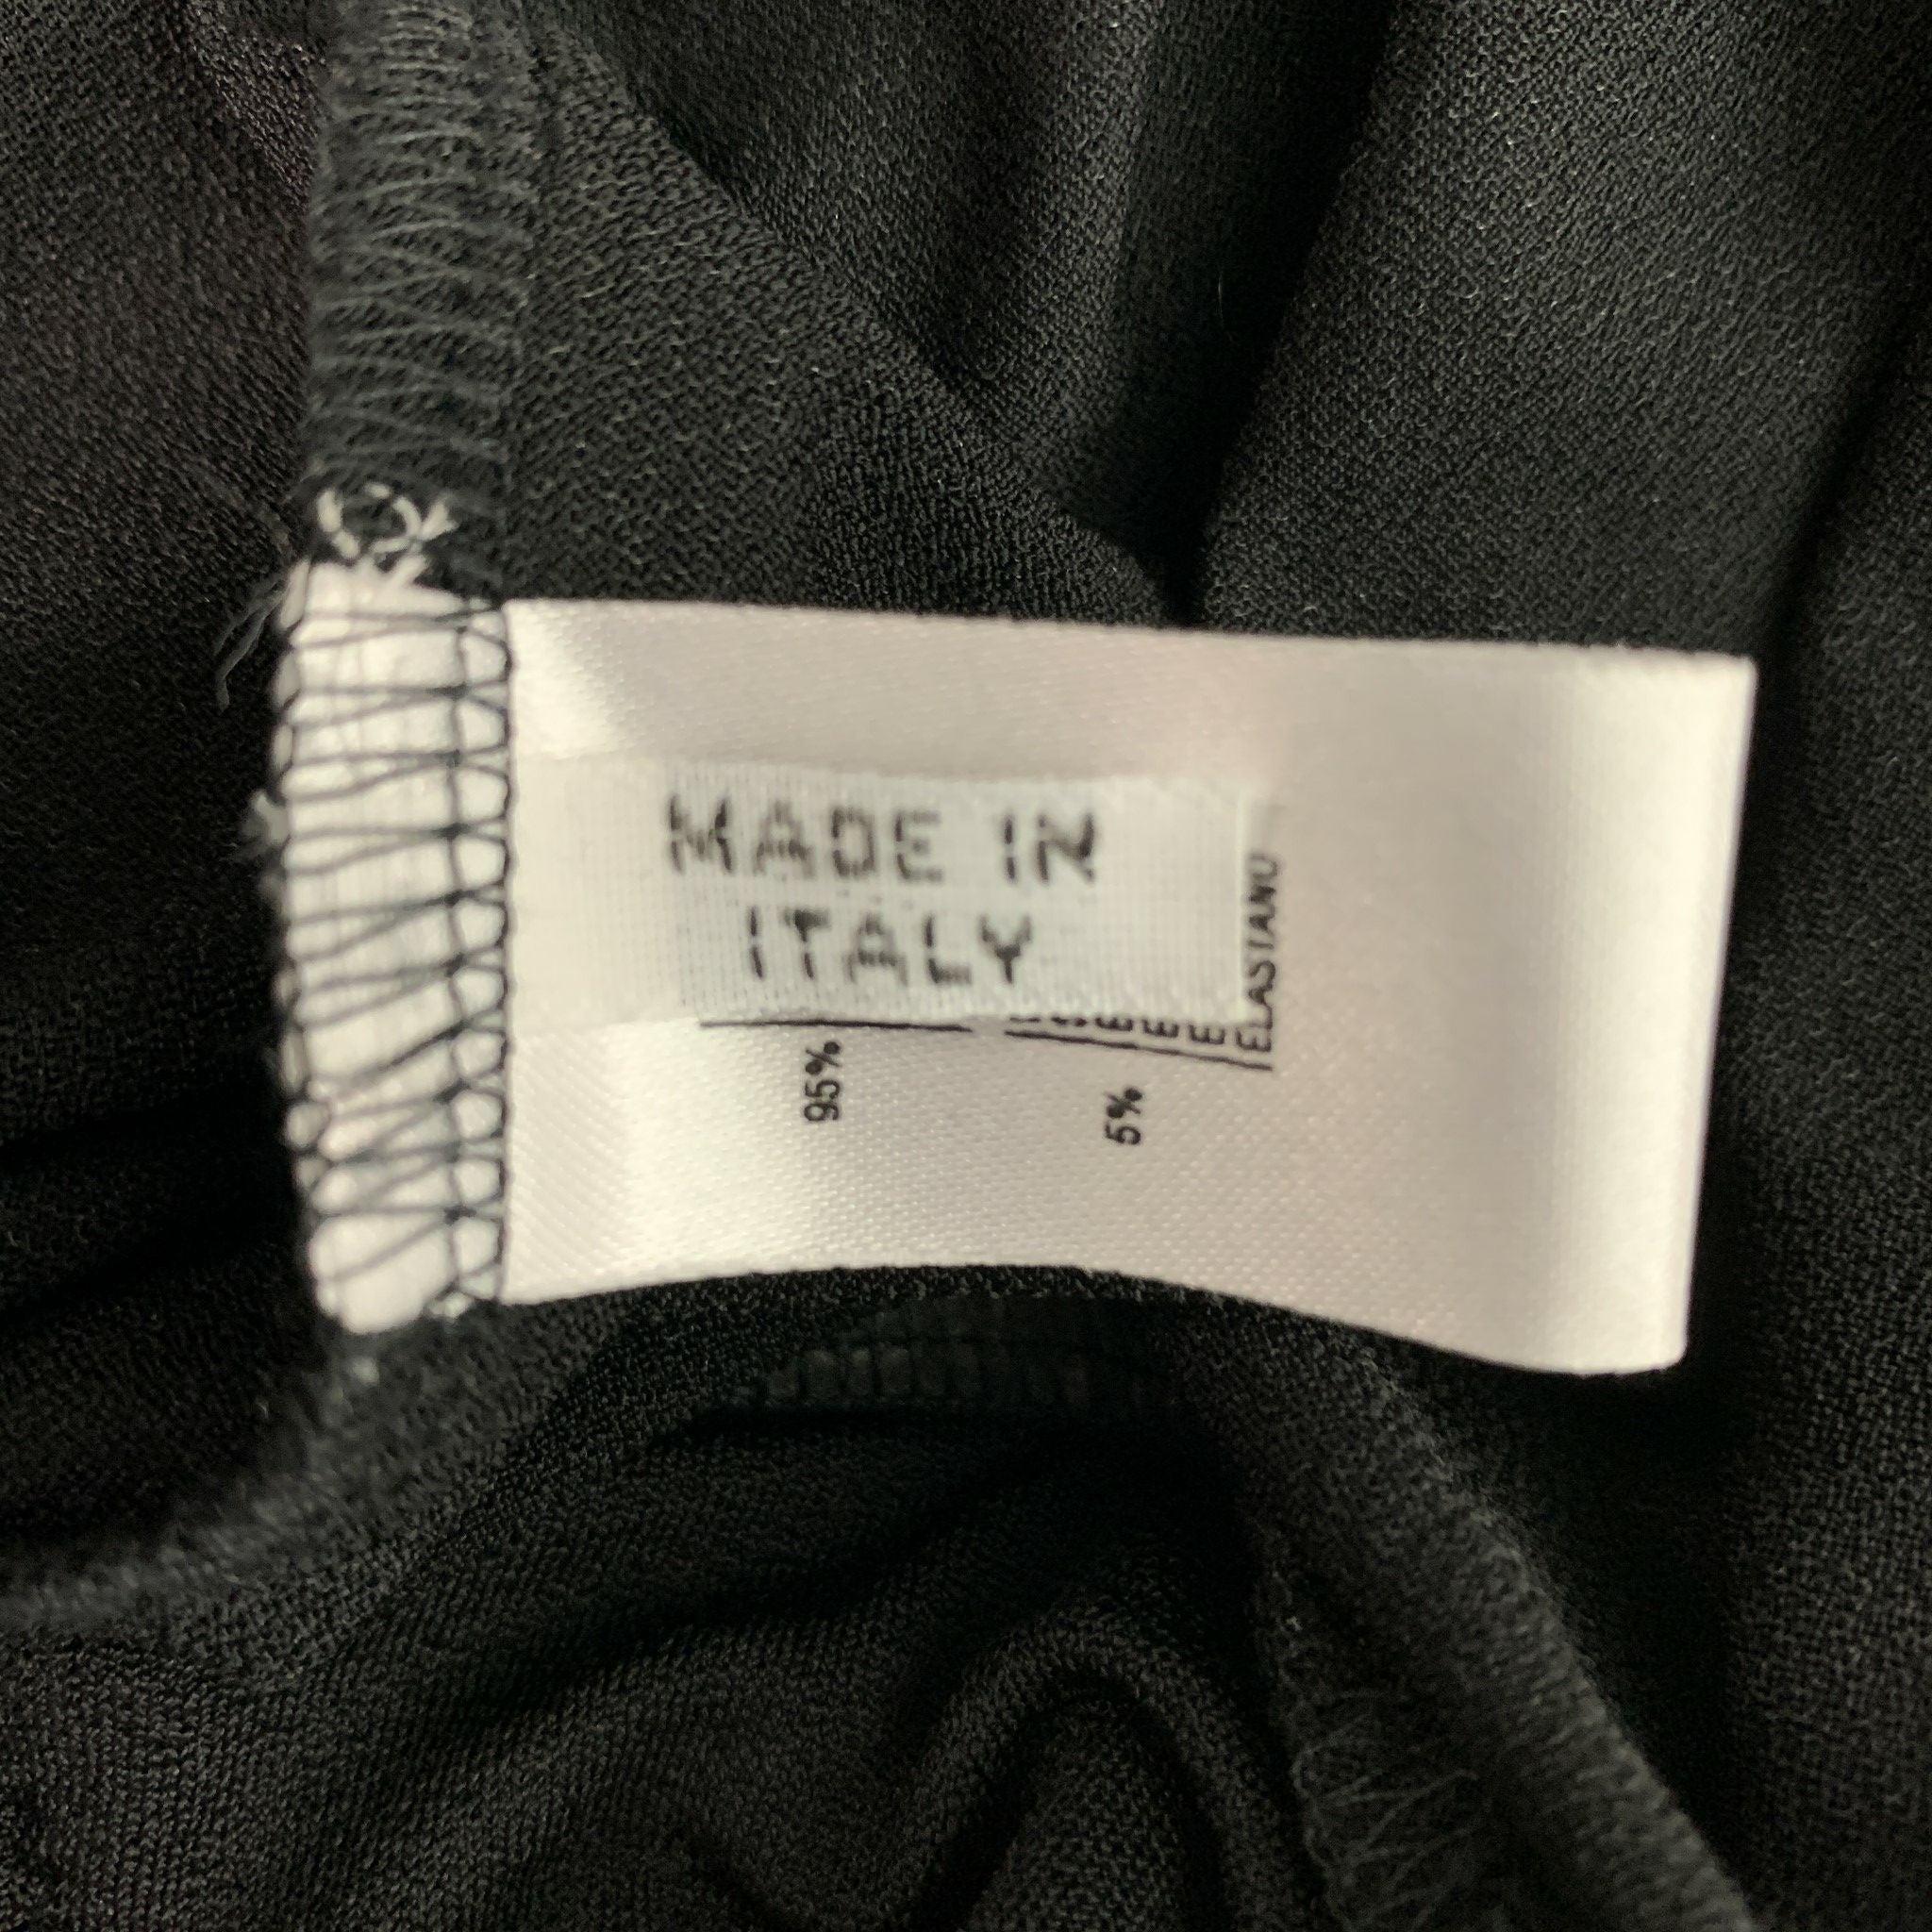 MADE IN
ITALY
95%
5%
ELASTANO